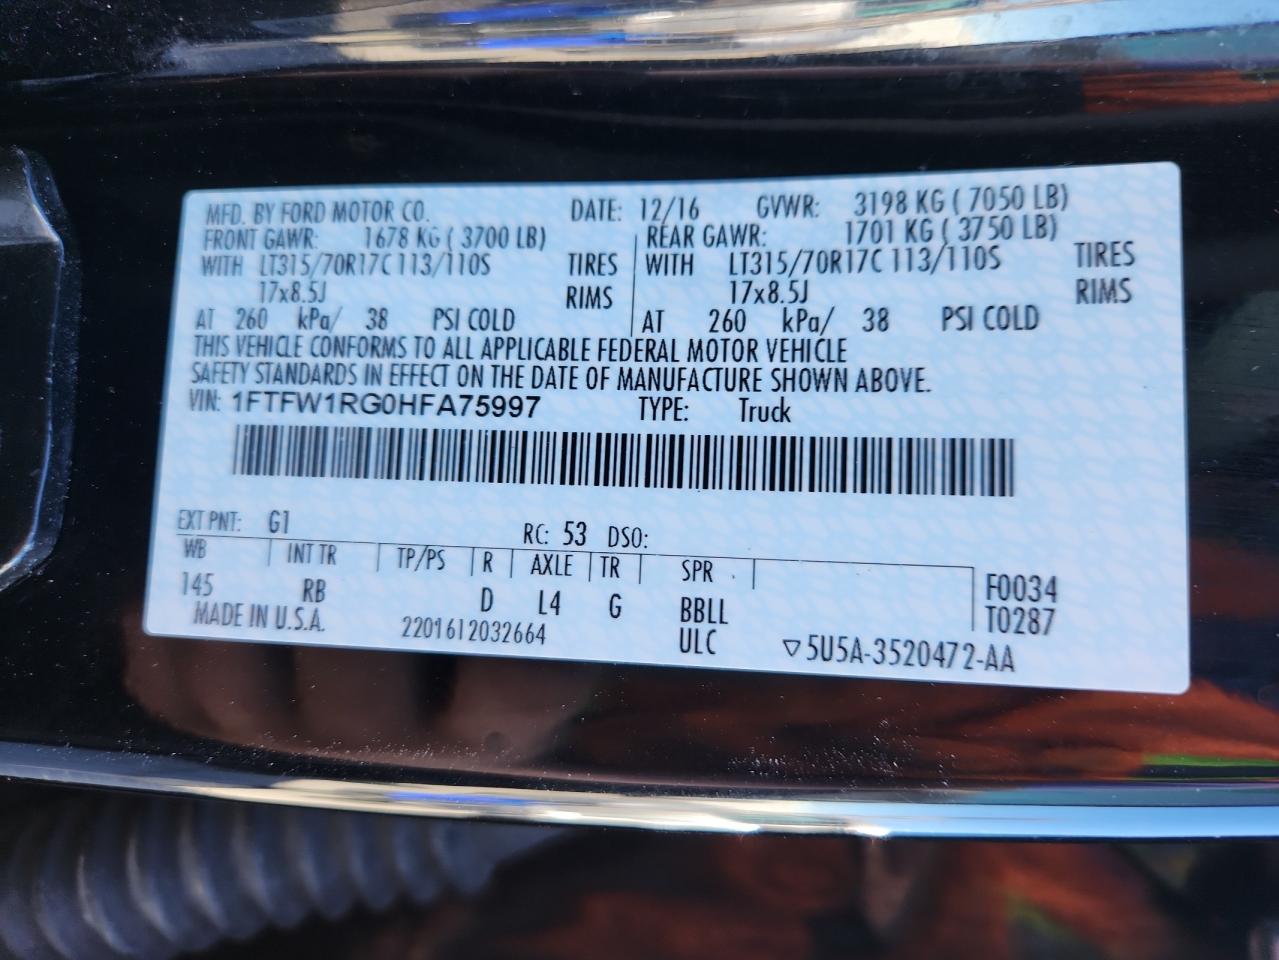 MFD. BY FORD MOTOR CO. DATE: 12/16 GVWR: 3198 KG ( 7050 LB)
FRONT GAWR: 1678 KG ( 3700 LB) REAR GAWR: 1701 KG ( 3750 LB)
WITH LT315/70R17C 113/110S TIRES WITH LT315/70R17C 113/110S TIRES
17x8.5J RIMS 17x8.5J RIMS
AT 260 kPa/ 38 PSI COLD AT 260 kPa/ 38 PSI COLD
THIS VEHICLE CONFORMS TO ALL APPLICABLE FEDERAL MOTOR VEHICLE
SAFETY STANDARDS IN EFFECT ON THE DATE OF MANUFACTURE SHOWN ABOVE.
VIN: 1FTFW1RG0HFA75997 TYPE: Truck
EXT PNT: G1 RC: 53 DSO:
WB INT TR TP/PS R AXLE TR SPR
145 RB D L4 G BBLL F0034
ULC T0287
MADE IN U.S.A. 2201612032664 ▽5U5A-3520472-AA